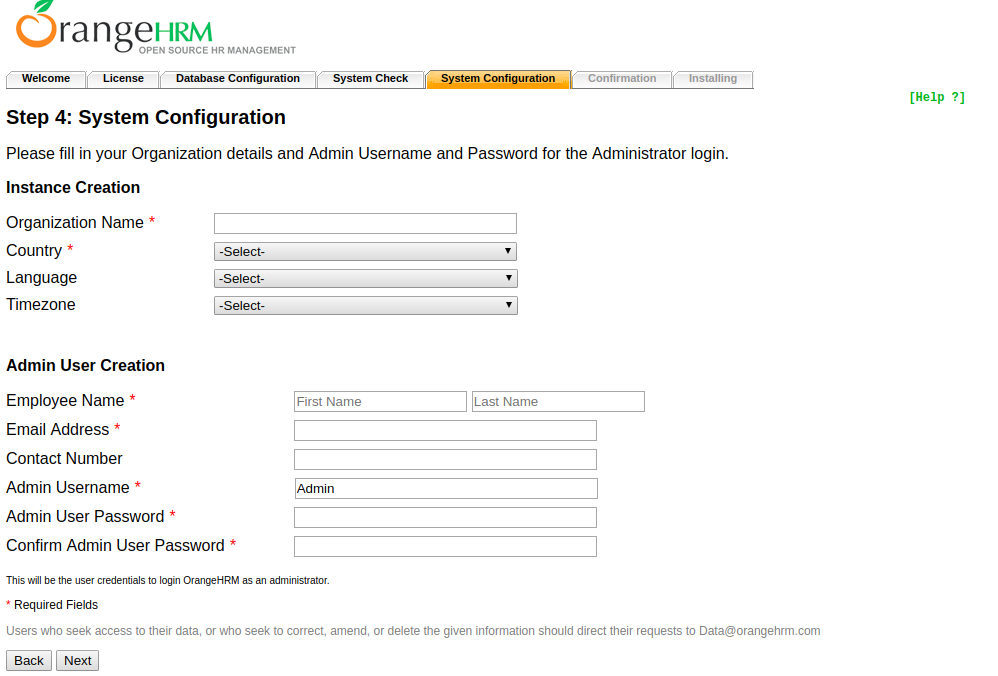 OrangeHRM
OPEN SOURCE HR MANAGEMENT
Welcome License Database Configuration System Check System Configuration Confirmation Installing
[Help ?]
Step 4: System Configuration
Please fill in your Organization details and Admin Username and Password for the Administrator login.
Instance Creation
Organization Name *
Country * -Select-
Language -Select-
Timezone -Select-
Admin User Creation
Employee Name * First Name Last Name
Email Address *
Contact Number
Admin Username * Admin
Admin User Password *
Confirm Admin User Password *
This will be the user credentials to login OrangeHRM as an administrator.
* Required Fields
Users who seek access to their data, or who seek to correct, amend, or delete the given information should direct their requests to Data@orangehrm.com
Back Next